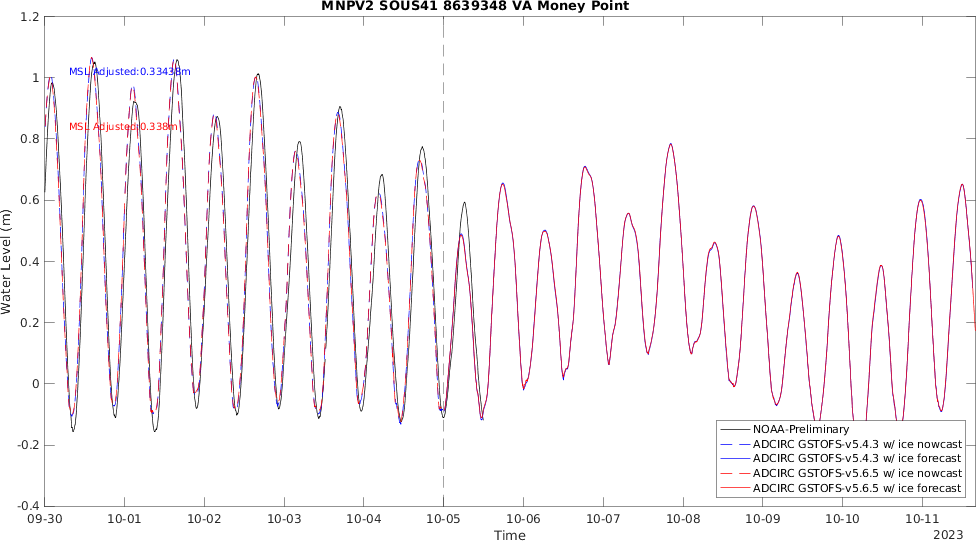 MNPV2 SOUS41 8639348 VA Money Point
1.2
1
0.8
0.6
0.4
0.2
0
-0.2
-0.4
Water Level (m)
MSL Adjusted:0.33438m
MSL Adjusted:0.338m
NOAA-Preliminary
ADCIRC GSTOFS-v5.4.3 w/ ice nowcast
ADCIRC GSTOFS-v5.4.3 w/ ice forecast
ADCIRC GSTOFS-v5.6.5 w/ ice nowcast
ADCIRC GSTOFS-v5.6.5 w/ ice forecast
09-30 10-01 10-02 10-03 10-04 10-05 10-06 10-07 10-08 10-09 10-10 10-11
Time
2023